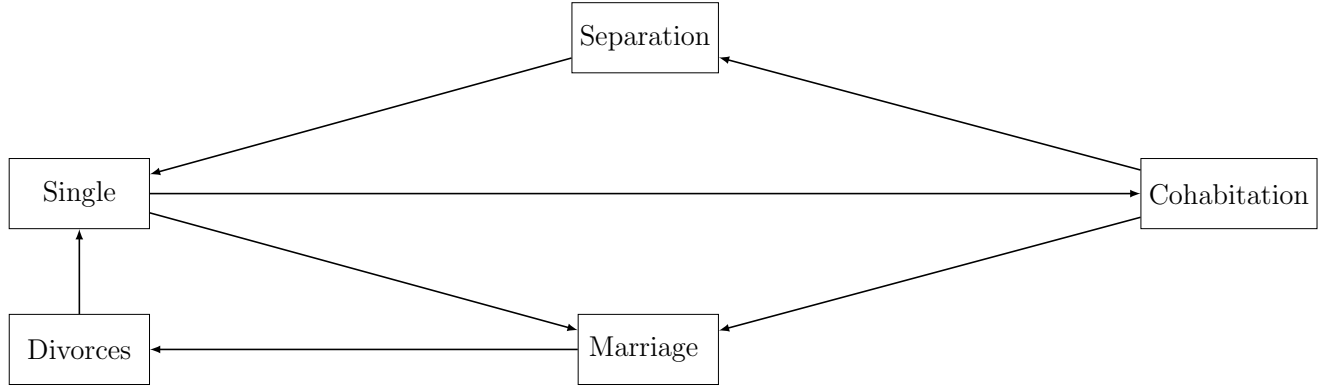 Separation
Single
Cohabitation
Divorces
Marriage